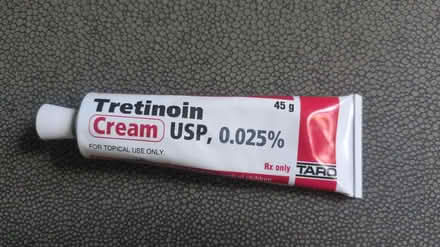 Tretinoin
45 g
Cream USP, 0.025%
FOR TOPICAL USE ONLY.
Rx only
TARO